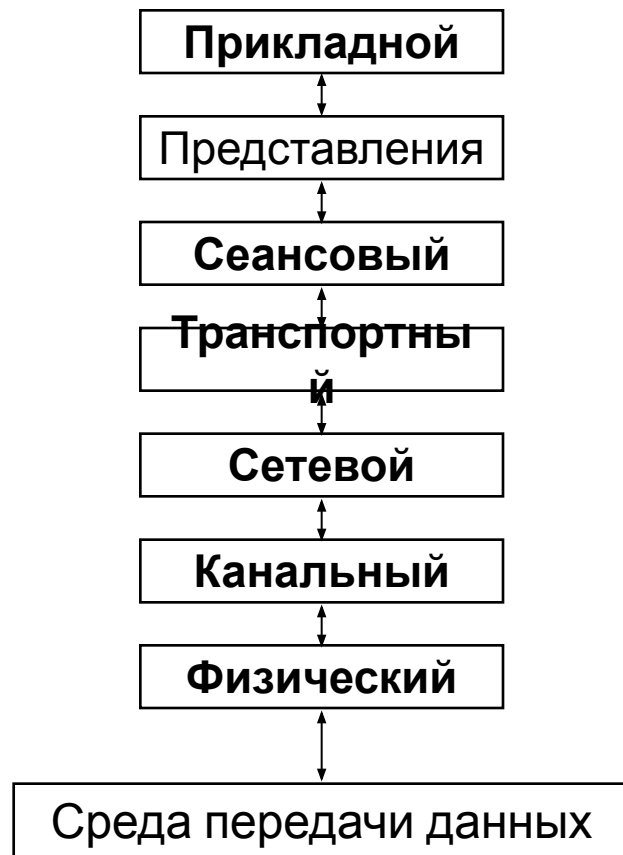 Прикладной
Представления
Сеансовый
Транспортны
й
Сетевой
Канальный
Физический
Среда передачи данных